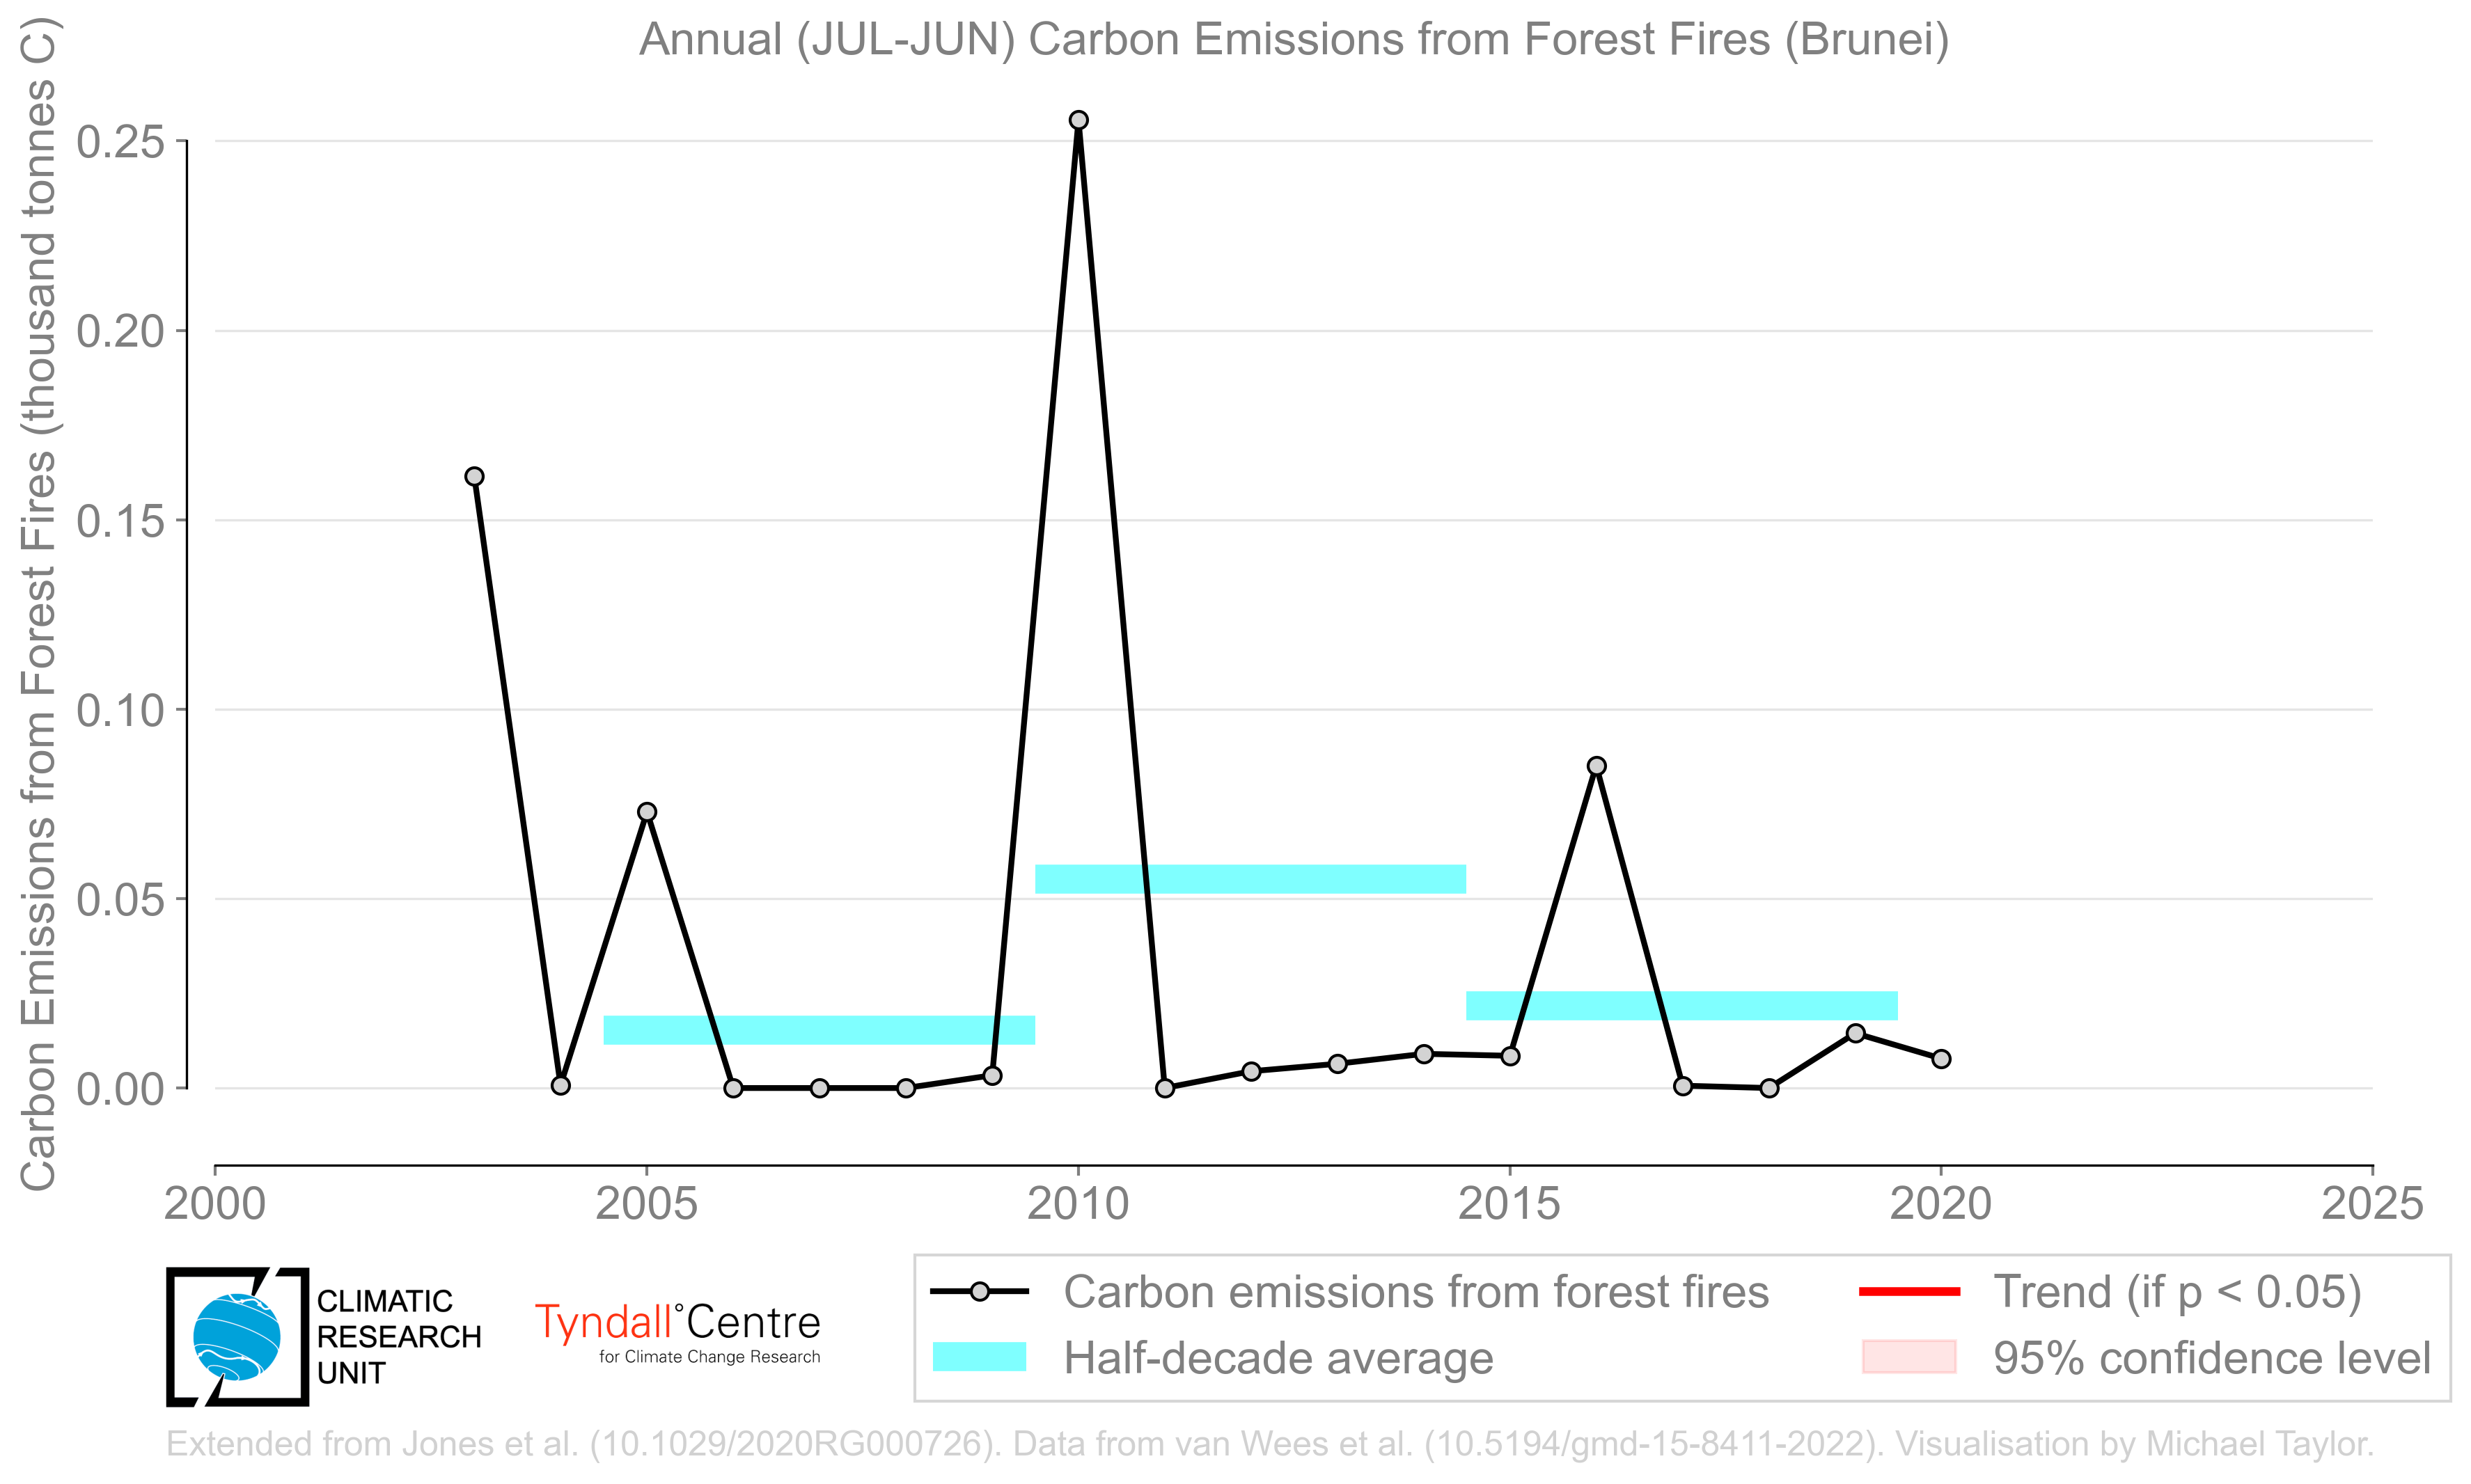 Annual (JUL-JUN) Carbon Emissions from Forest Fires (Brunei)
Carbon Emissions from Forest Fires (thousand tonnes C)
0.25
0.20
0.15
0.10
0.05
0.00
2000 2005 2010 2015 2020 2025
CLIMATIC
RESEARCH
UNIT
Tyndall°Centre
for Climate Change Research
Carbon emissions from forest fires
Half-decade average
Trend (if p < 0.05)
95% confidence level
Extended from Jones et al. (10.1029/2020RG000726). Data from van Wees et al. (10.5194/gmd-15-8411-2022). Visualisation by Michael Taylor.